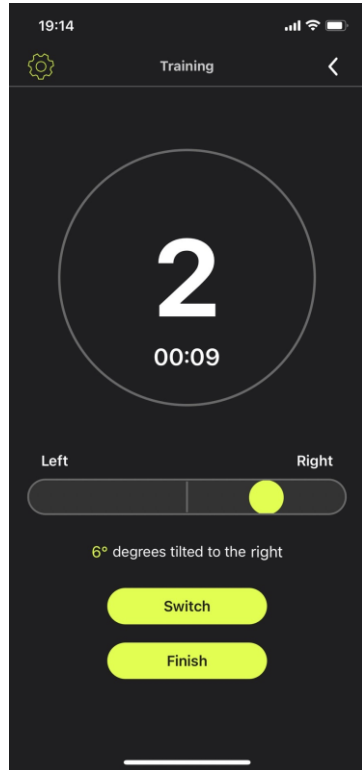 19:14
Training
2
00:09
Left Right
6° degrees tilted to the right
Switch
Finish